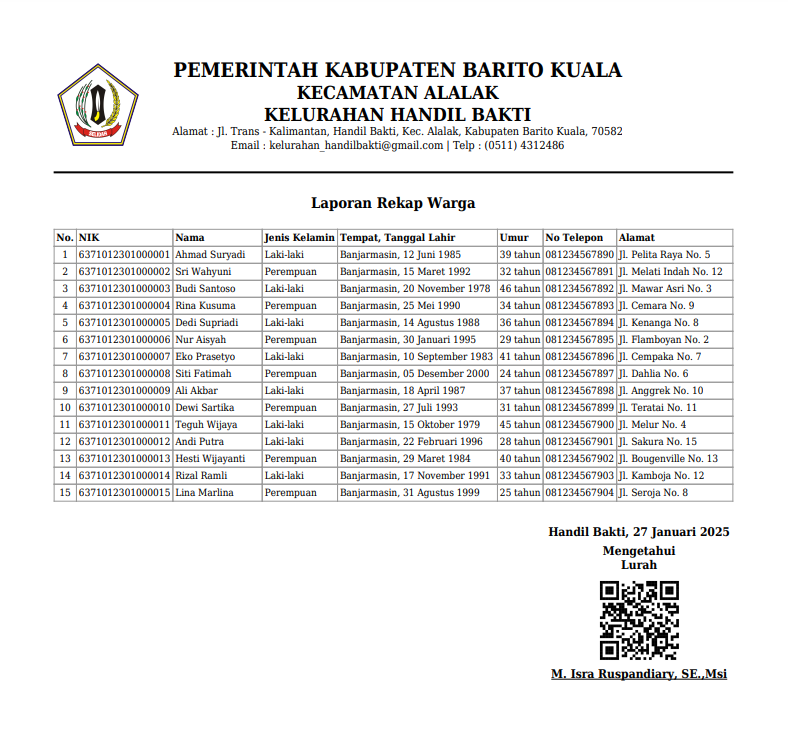 PEMERINTAH KABUPATEN BARITO KUALA
KECAMATAN ALALAK
KELURAHAN HANDIL BAKTI
Alamat : Jl. Trans - Kalimantan, Handil Bakti, Kec. Alalak, Kabupaten Barito Kuala, 70582
Email : kelurahan_handilbakti@gmail.com | Telp : (0511) 4312486
SELIDAH
Laporan Rekap Warga
No. NIK Nama Jenis Kelamin Tempat, Tanggal Lahir Umur No Telepon Alamat
1 6371012301000001 Ahmad Suryadi Laki-laki Banjarmasin, 12 Juni 1985 39 tahun 081234567890 Jl. Pelita Raya No. 5
2 6371012301000002 Sri Wahyuni Perempuan Banjarmasin, 15 Maret 1992 32 tahun 081234567891 Jl. Melati Indah No. 12
3 6371012301000003 Budi Santoso Laki-laki Banjarmasin, 20 November 1978 46 tahun 081234567892 Jl. Mawar Asri No. 3
4 6371012301000004 Rina Kusuma Perempuan Banjarmasin, 25 Mei 1990 34 tahun 081234567893 Jl. Cemara No. 9
5 6371012301000005 Dedi Supriadi Laki-laki Banjarmasin, 14 Agustus 1988 36 tahun 081234567894 Jl. Kenanga No. 8
6 6371012301000006 Nur Aisyah Perempuan Banjarmasin, 30 Januari 1995 29 tahun 081234567895 Jl. Flamboyan No. 2
7 6371012301000007 Eko Prasetyo Laki-laki Banjarmasin, 10 September 1983 41 tahun 081234567896 Jl. Cempaka No. 7
8 6371012301000008 Siti Fatimah Perempuan Banjarmasin, 05 Desember 2000 24 tahun 081234567897 Jl. Dahlia No. 6
9 6371012301000009 Ali Akbar Laki-laki Banjarmasin, 18 April 1987 37 tahun 081234567898 Jl. Anggrek No. 10
10 6371012301000010 Dewi Sartika Perempuan Banjarmasin, 27 Juli 1993 31 tahun 081234567899 Jl. Teratai No. 11
11 6371012301000011 Teguh Wijaya Laki-laki Banjarmasin, 15 Oktober 1979 45 tahun 081234567900 Jl. Melur No. 4
12 6371012301000012 Andi Putra Laki-laki Banjarmasin, 22 Februari 1996 28 tahun 081234567901 Jl. Sakura No. 15
13 6371012301000013 Hesti Wijayanti Perempuan Banjarmasin, 29 Maret 1984 40 tahun 081234567902 Jl. Bougenville No. 13
14 6371012301000014 Rizal Ramli Laki-laki Banjarmasin, 17 November 1991 33 tahun 081234567903 Jl. Kamboja No. 12
15 6371012301000015 Lina Marlina Perempuan Banjarmasin, 31 Agustus 1999 25 tahun 081234567904 Jl. Seroja No. 8
Handil Bakti, 27 Januari 2025
Mengetahui
Lurah
M. Isra Ruspandiary, SE.,Msi